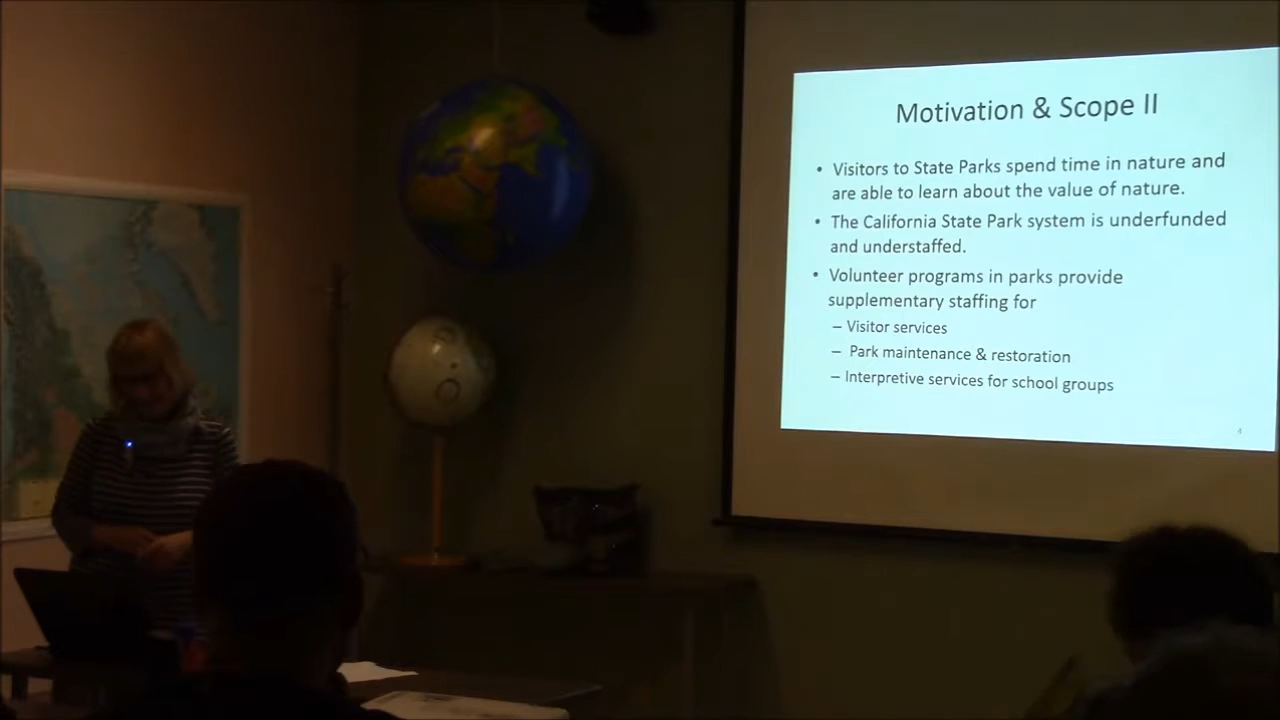 Motivation & Scope II
• Visitors to State Parks spend time in nature and
are able to learn about the value of nature.
• The California State Park system is underfunded
and understaffed.
• Volunteer programs in parks provide
supplementary staffing for
– Visitor services
– Park maintenance & restoration
– Interpretive services for school groups
4